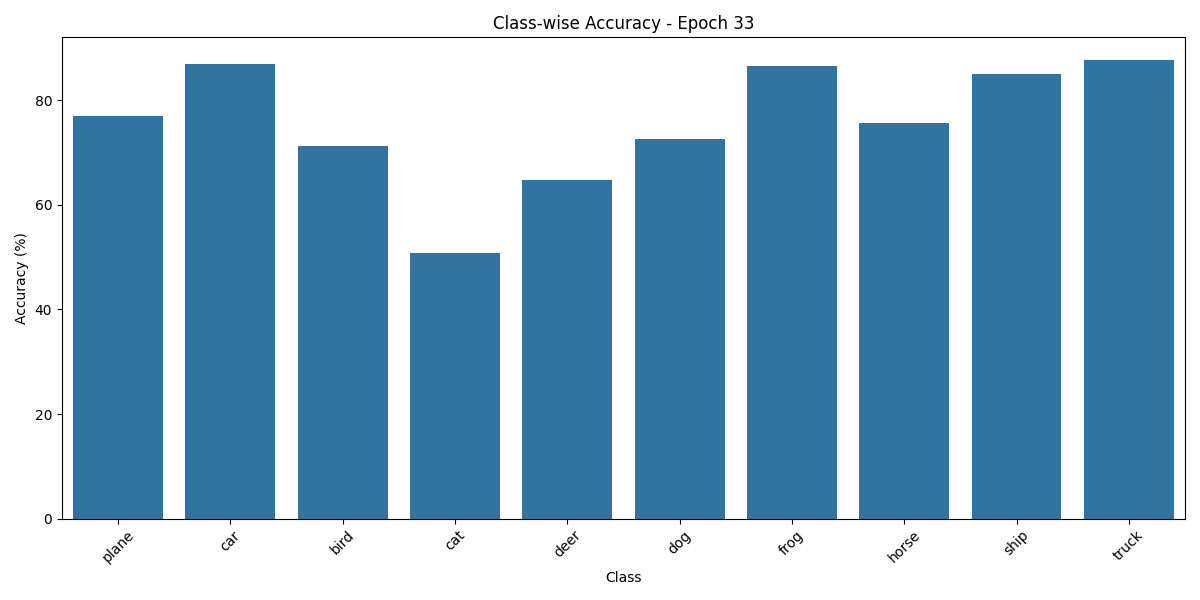 Class-wise Accuracy - Epoch 33
Accuracy (%)
80
60
40
20
0
plane
car
bird
cat
deer
dog
frog
horse
ship
truck
Class